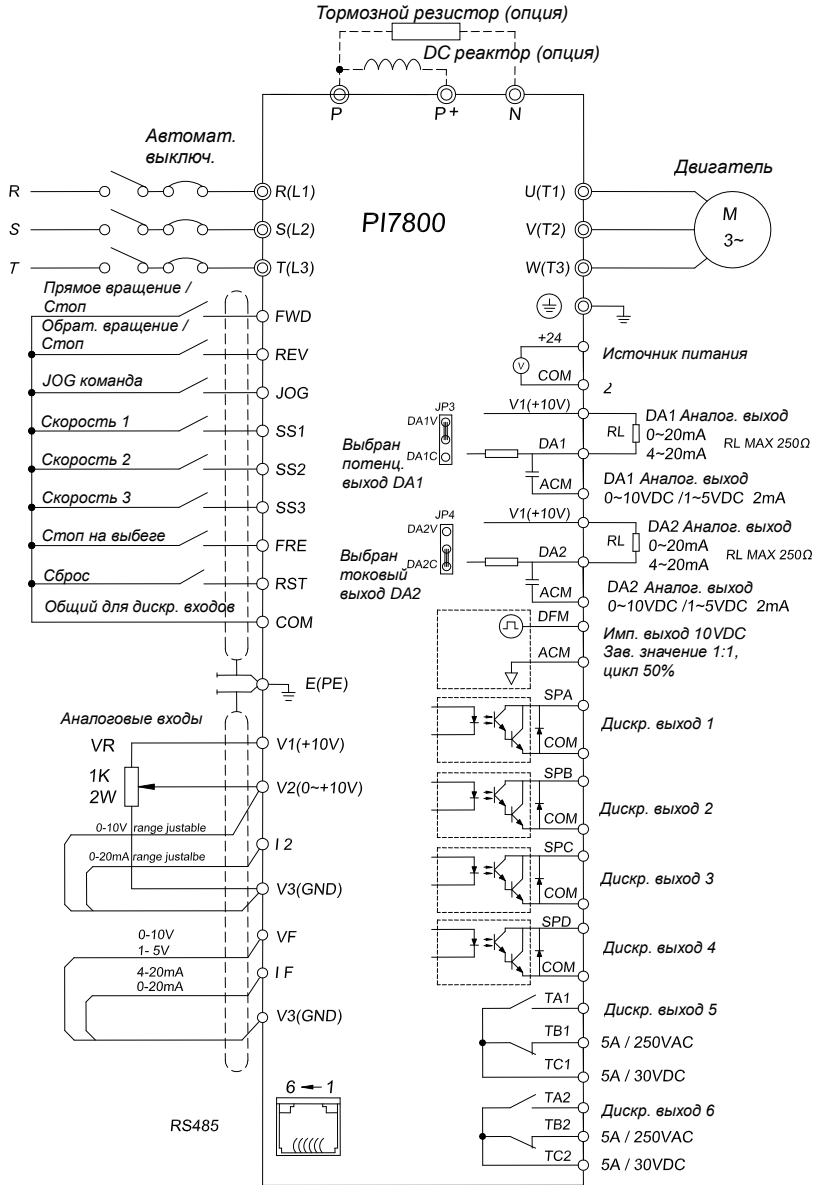 Тормозной резистор (опция)
DC реактор (опция)
P
P+
N
Автомат.
выключ.
Двигатель
R
R(L1)
U(T1)
S
S(L2)
PI7800
V(T2)
M
3~
T
T(L3)
W(T3)
Прямое вращение /
Стоп
FWD
Обрат. вращение /
Стоп
REV
JOG команда
JOG
Скорость 1
SS1
Скорость 2
SS2
Скорость 3
SS3
Стоп на выбеге
FRE
Сброс
RST
Общий для дискр. входов
COM
E(PE)
Аналоговые входы
VR
1K
2W
V1(+10V)
V2(0~+10V)
0-10V range justable
I 2
0-20mA range justalbe
V3(GND)
0-10V
1- 5V
VF
4-20mA
0-20mA
I F
V3(GND)
RS485
6
1
+24
V
COM
Источник питания
2
V1(+10V)
JP3
DA1V
DA1C
Выбран
потенц.
выход DA1
DA1
ACM
RL
DA1 Аналог. выход
0~20mA
4~20mA
RL MAX 250Ω
DA1 Аналог. выход
0~10VDC /1~5VDC 2mA
V1(+10V)
JP4
DA2V
DA2C
Выбран
токовый
выход DA2
DA2
ACM
RL
DA2 Аналог. выход
0~20mA
4~20mA
RL MAX 250Ω
DA2 Аналог. выход
0~10VDC /1~5VDC 2mA
DFM
ACM
Имп. выход 10VDC
Зав. значение 1:1,
цикл 50%
SPA
COM
Дискр. выход 1
SPB
COM
Дискр. выход 2
SPC
COM
Дискр. выход 3
SPD
COM
Дискр. выход 4
TA1
Дискр. выход 5
TB1
5A / 250VAC
TC1
5A / 30VDC
TA2
Дискр. выход 6
TB2
5A / 250VAC
TC2
5A / 30VDC